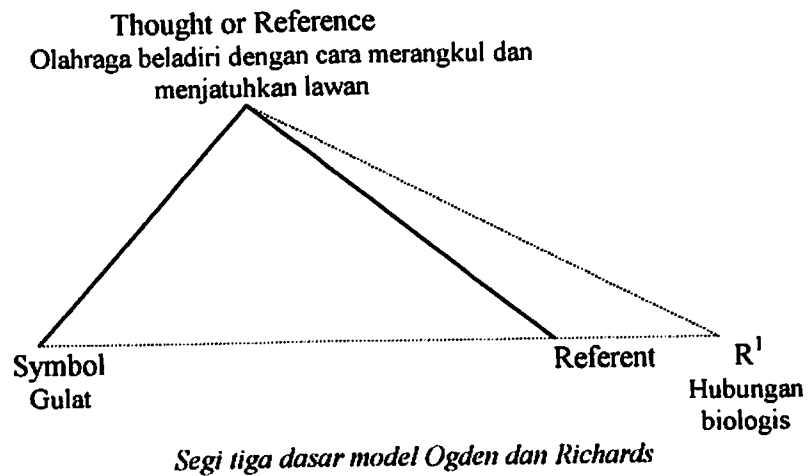 Thought or Reference
Olahraga beladiri dengan cara merangkul dan
menjatuhkan lawan
Symbol
Gulat
Referent
R¹
Hubungan
biologis
Segi tiga dasar model Ogden dan Richards